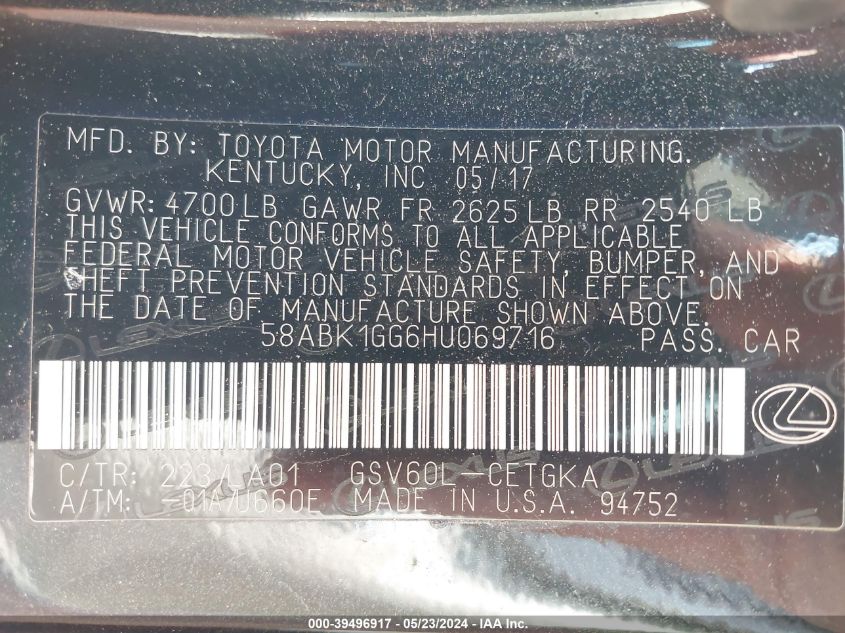 MFD. BY: TOYOTA MOTOR MANUFACTURING.
KENTUCKY, INC 05/17
GVWR: 4700LB GAWR FR 2625LB RR 2540 LB
THIS VEHICLE CONFORMS TO ALL APPLICABLE
FEDERAL MOTOR VEHICLE SAFETY, BUMPER, AND
THEFT PREVENTION STANDARDS IN EFFECT ON
THE DATE OF MANUFACTURE SHOWN ABOVE.
58ABK1GG6HU069716 PASS. CAR
C/TR: 223/LA01 GSV60L-CETGKA
A/TM: -01A/U660E MADE IN U.S.A. 94752
000-39496917 - 05/23/2024 - IAA Inc.